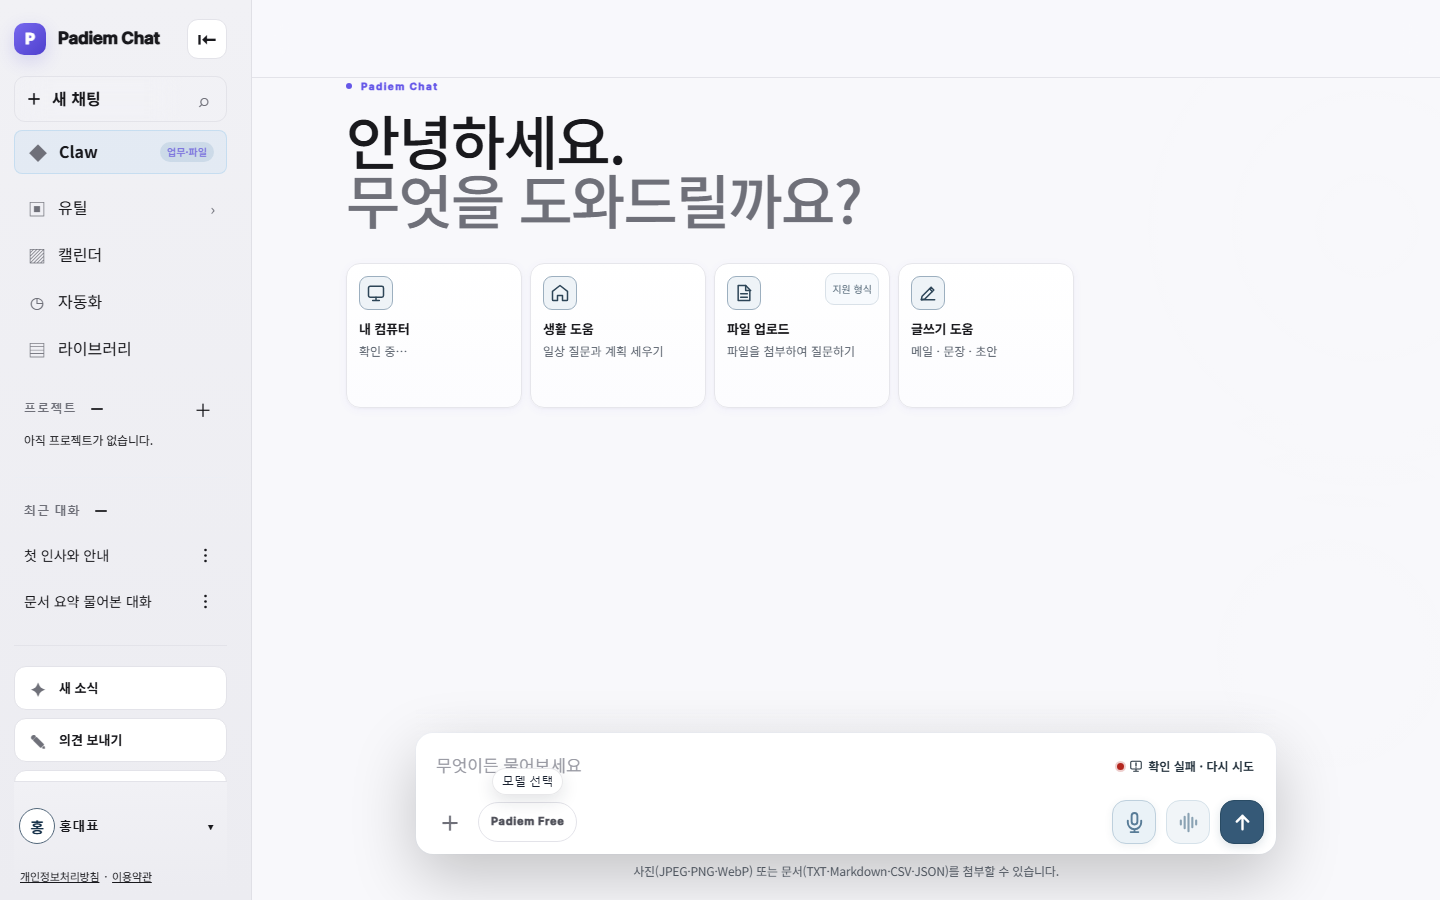 P Padiem Chat
+ 새 채팅
Claw 업무·파일
유틸
캘린더
자동화
라이브러리
프로젝트
아직 프로젝트가 없습니다.
최근 대화
첫 인사와 안내
문서 요약 물어본 대화
새 소식
의견 보내기
홍 홍대표
개인정보처리방침 · 이용약관
Padiem Chat
안녕하세요.
무엇을 도와드릴까요?
내 컴퓨터
확인 중···
생활 도움
일상 질문과 계획 세우기
지원 형식
파일 업로드
파일을 첨부하여 질문하기
글쓰기 도움
메일 · 문장 · 초안
무엇이든 물어보세요
확인 실패 · 다시 시도
모델 선택
Padiem Free
사진(JPEG·PNG·WebP) 또는 문서(TXT·Markdown·CSV·JSON)를 첨부할 수 있습니다.